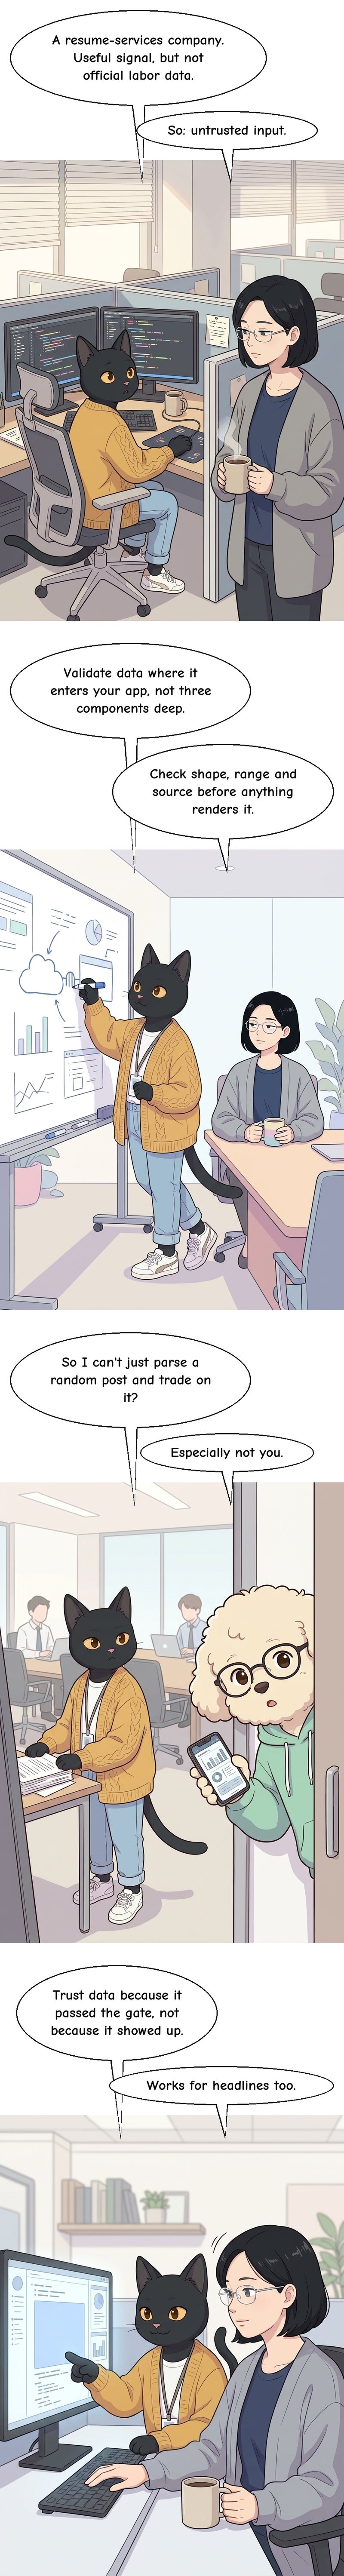 A resume-services company.
Useful signal, but not
official labor data.
So: untrusted input.
Validate data where it
enters your app, not three
components deep.
Check shape, range and
source before anything
renders it.
So I can't just parse a
random post and trade on
it?
Especially not you.
Trust data because it
passed the gate, not
because it showed up.
Works for headlines too.